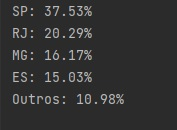 SP: 37.53%
RJ: 20.29%
MG: 16.17%
ES: 15.03%
Outros: 10.98%